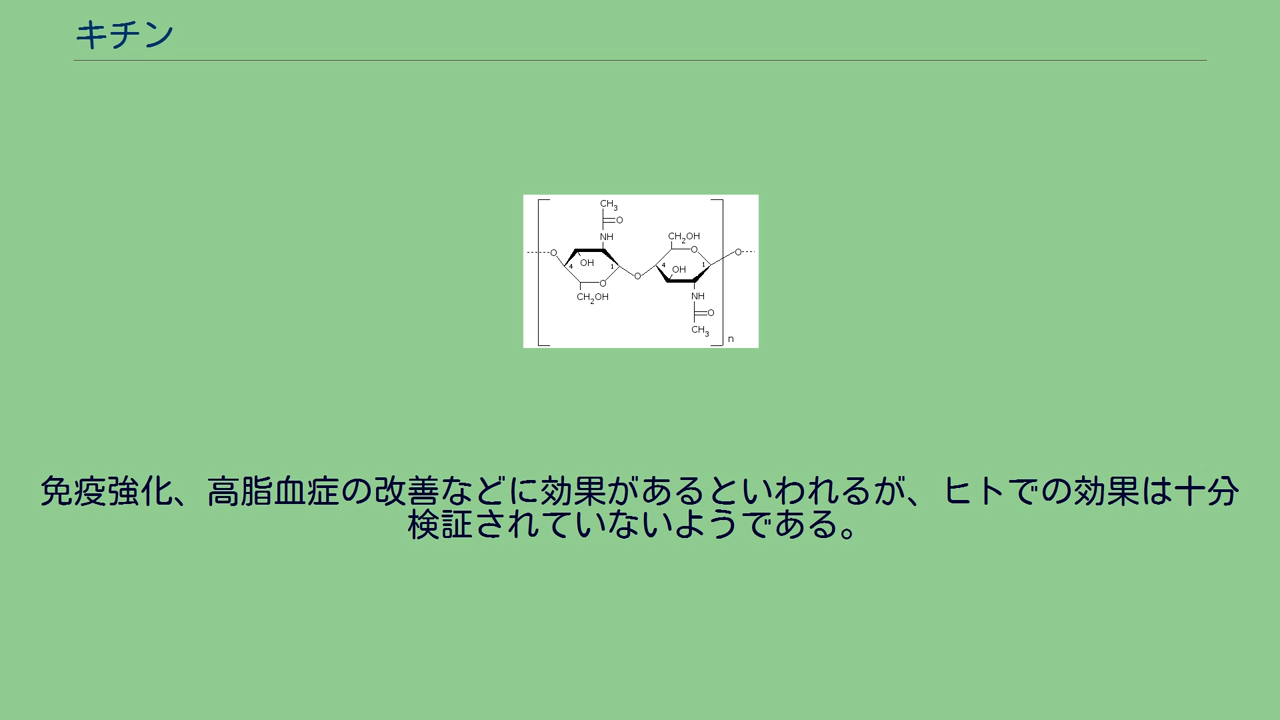 キチン
CH3
O
NH
CH2OH
O
O
O
4
OH
1
4
OH
1
O
O
CH2OH
NH
O
CH3
n
免疫強化、高脂血症の改善などに効果があるといわれるが、ヒトでの効果は十分
検証されていないようである。